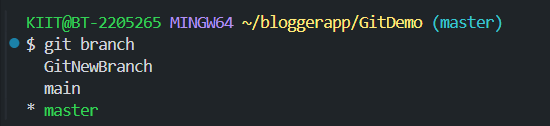 KIIT@BT-2205265 MINGW64 ~/bloggerapp/GitDemo (master)
$ git branch
  GitNewBranch
  main
* master